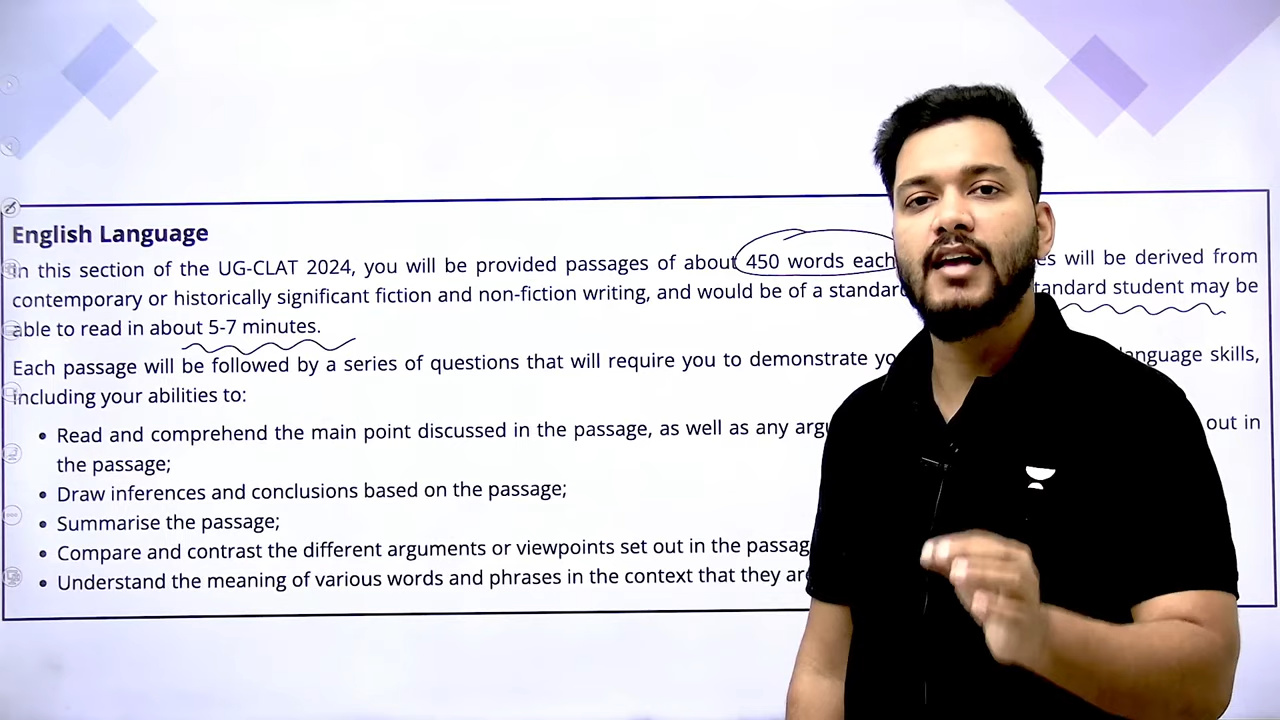 English Language
In this section of the UG-CLAT 2024, you will be provided passages of about 450 words each will be derived from
contemporary or historically significant fiction and non-fiction writing, and would be of a standard student may be
able to read in about 5-7 minutes.
Each passage will be followed by a series of questions that will require you to demonstrate language skills,
including your abilities to:
• Read and comprehend the main point discussed in the passage, as well as any out in
the passage;
• Draw inferences and conclusions based on the passage;
• Summarise the passage;
• Compare and contrast the different arguments or viewpoints set out in the
• Understand the meaning of various words and phrases in the context that they